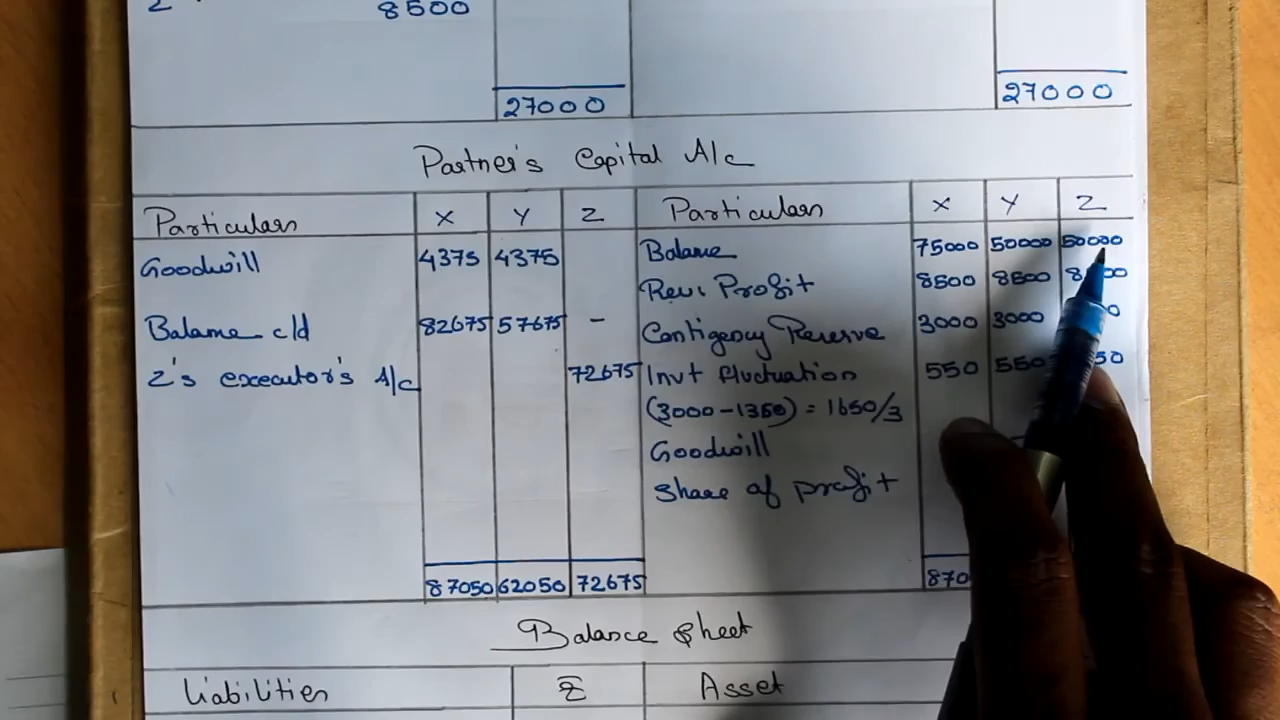 8500
27000 27000
Partner's Capital A/c
Particulars X Y Z Particulars X Y Z
Goodwill 4375 4375 Balance 75000 50000 50000
Rev. Profit 8500 8500
Balance c/d 82675 57675 - Contigency Reserve 3000 3000
Z's executor's A/c 72675 Invt fluctuation 550 550
(3000-1350) = 1650/3
Goodwill
Share of profit
87050 62050 72675
Balance sheet
Liabilities ₹ Asset